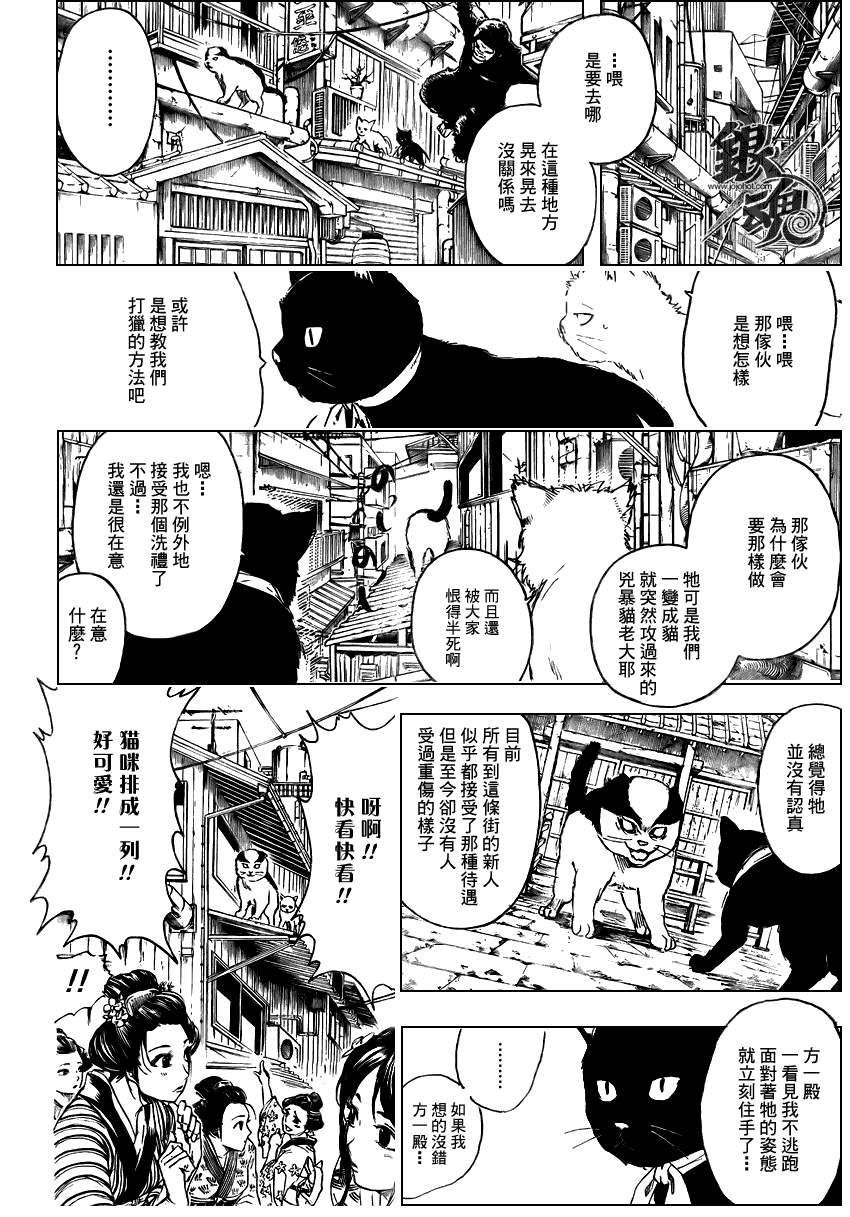 …喂
是要去哪
在這種地方
晃來晃去
沒關係嗎
…………
銀魂
www.jojohot.com
喂…喂
那傢伙
是想怎樣
或許
是想教我們
打獵的方法吧
那傢伙
為什麼會
要那樣做
牠可是我們
一變成貓
就突然攻過來的
兇暴貓老大耶
而且還
被大家
恨得半死啊
嗯…
我也不例外地
接受那個洗禮了
不過…
我還是很在意
在意
什麼？
總覺得牠
並沒有認真
目前
所有到這條街的新人
似乎都接受了那種待遇
但是至今卻沒有人
受過重傷的樣子
方一殿
一看見我不逃跑
面對著牠的姿態
就立刻住手了…
………
如果我
想的沒錯
方一殿…
呀啊!!
快看快看!!
猫咪排成一列!!
好可愛!!
!!